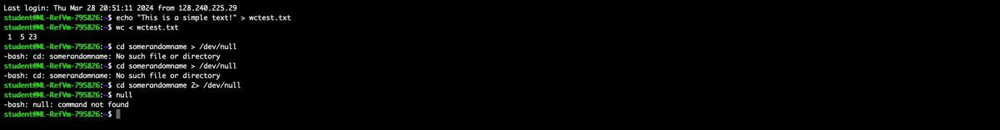 Last login: Thu Mar 28 20:51:11 2024 from 128.240.225.29
student@ML-RefVm-795826:~$ echo "This is a simple text!" > wctest.txt
student@ML-RefVm-795826:~$ wc < wctest.txt
 1  5 23
student@ML-RefVm-795826:~$ cd somerandomname > /dev/null
-bash: cd: somerandomname: No such file or directory
student@ML-RefVm-795826:~$ cd somerandomname > /dev/null
-bash: cd: somerandomname: No such file or directory
student@ML-RefVm-795826:~$ cd somerandomname 2> /dev/null
student@ML-RefVm-795826:~$ null
-bash: null: command not found
student@ML-RefVm-795826:~$